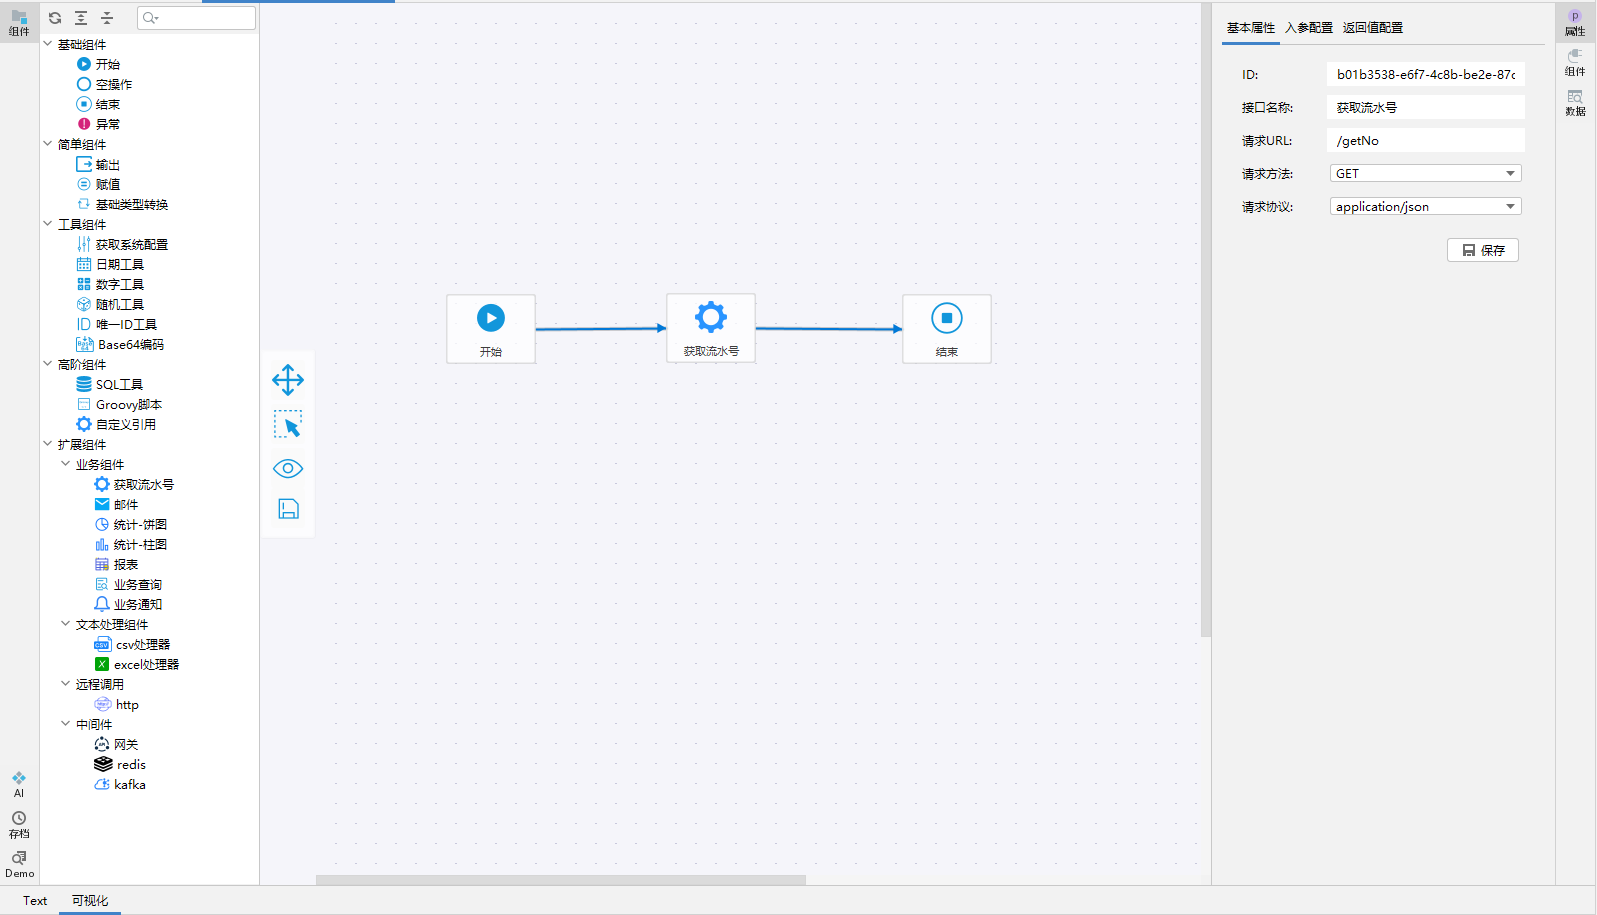 组件
基础组件
开始
空操作
结束
异常
简单组件
输出
赋值
基础类型转换
工具组件
获取系统配置
日期工具
数字工具
随机工具
唯一ID工具
Base64编码
高阶组件
SQL工具
Groovy脚本
自定义引用
扩展组件
业务组件
获取流水号
邮件
统计-饼图
统计-柱图
报表
业务查询
业务通知
文本处理组件
csv处理器
excel处理器
远程调用
http
中间件
网关
redis
kafka
AI
存档
Demo
Text
可视化
开始
获取流水号
结束
基本属性
入参配置
返回值配置
ID:
b01b3538-e6f7-4c8b-be2e-87c
接口名称:
获取流水号
请求URL:
/getNo
请求方法:
GET
请求协议:
application/json
保存
属性
组件
数据